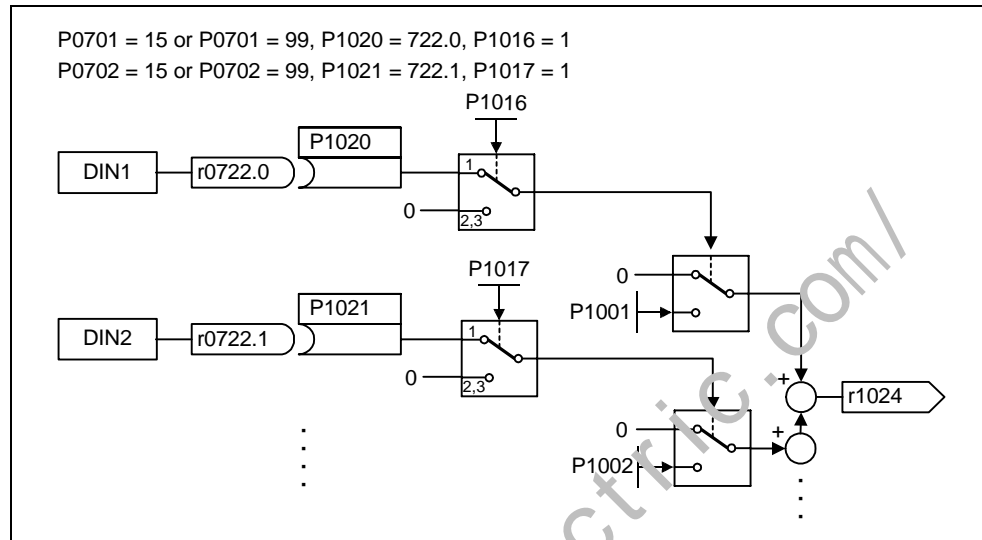 P0701 = 15 or P0701 = 99, P1020 = 722.0, P1016 = 1
P0702 = 15 or P0702 = 99, P1021 = 722.1, P1017 = 1
P1016
P1020
DIN1
r0722.0
1
0
2,3
P1017
0
P1001
P1021
DIN2
r0722.1
1
0
2,3
+
r1024
0
+
P1002
ctric.com/